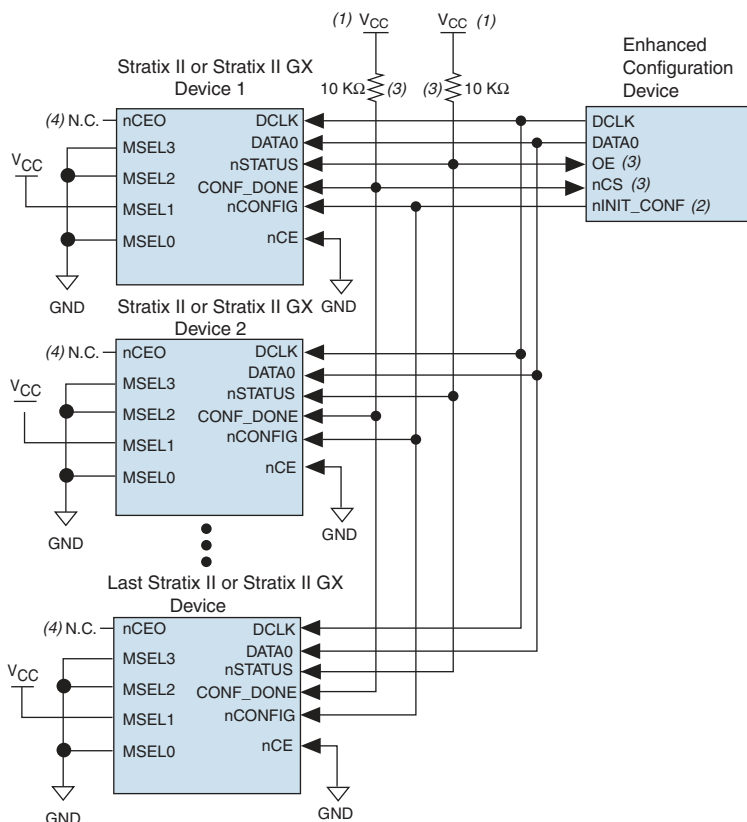 (1) VCC
VCC (1)
10 KΩ (3)
(3) 10 KΩ
Enhanced
Configuration
Device
DCLK
DATA0
OE (3)
nCS (3)
nINIT_CONF (2)
Stratix II or Stratix II GX
Device 1
(4) N.C.
nCEO
MSEL3
MSEL2
MSEL1
MSEL0
VCC
GND
DCLK
DATA0
nSTATUS
CONF_DONE
nCONFIG
nCE
GND
Stratix II or Stratix II GX
Device 2
(4) N.C.
nCEO
MSEL3
MSEL2
MSEL1
MSEL0
VCC
GND
DCLK
DATA0
nSTATUS
CONF_DONE
nCONFIG
nCE
GND
Last Stratix II or Stratix II GX
Device
(4) N.C.
nCEO
MSEL3
MSEL2
MSEL1
MSEL0
VCC
GND
DCLK
DATA0
nSTATUS
CONF_DONE
nCONFIG
nCE
GND